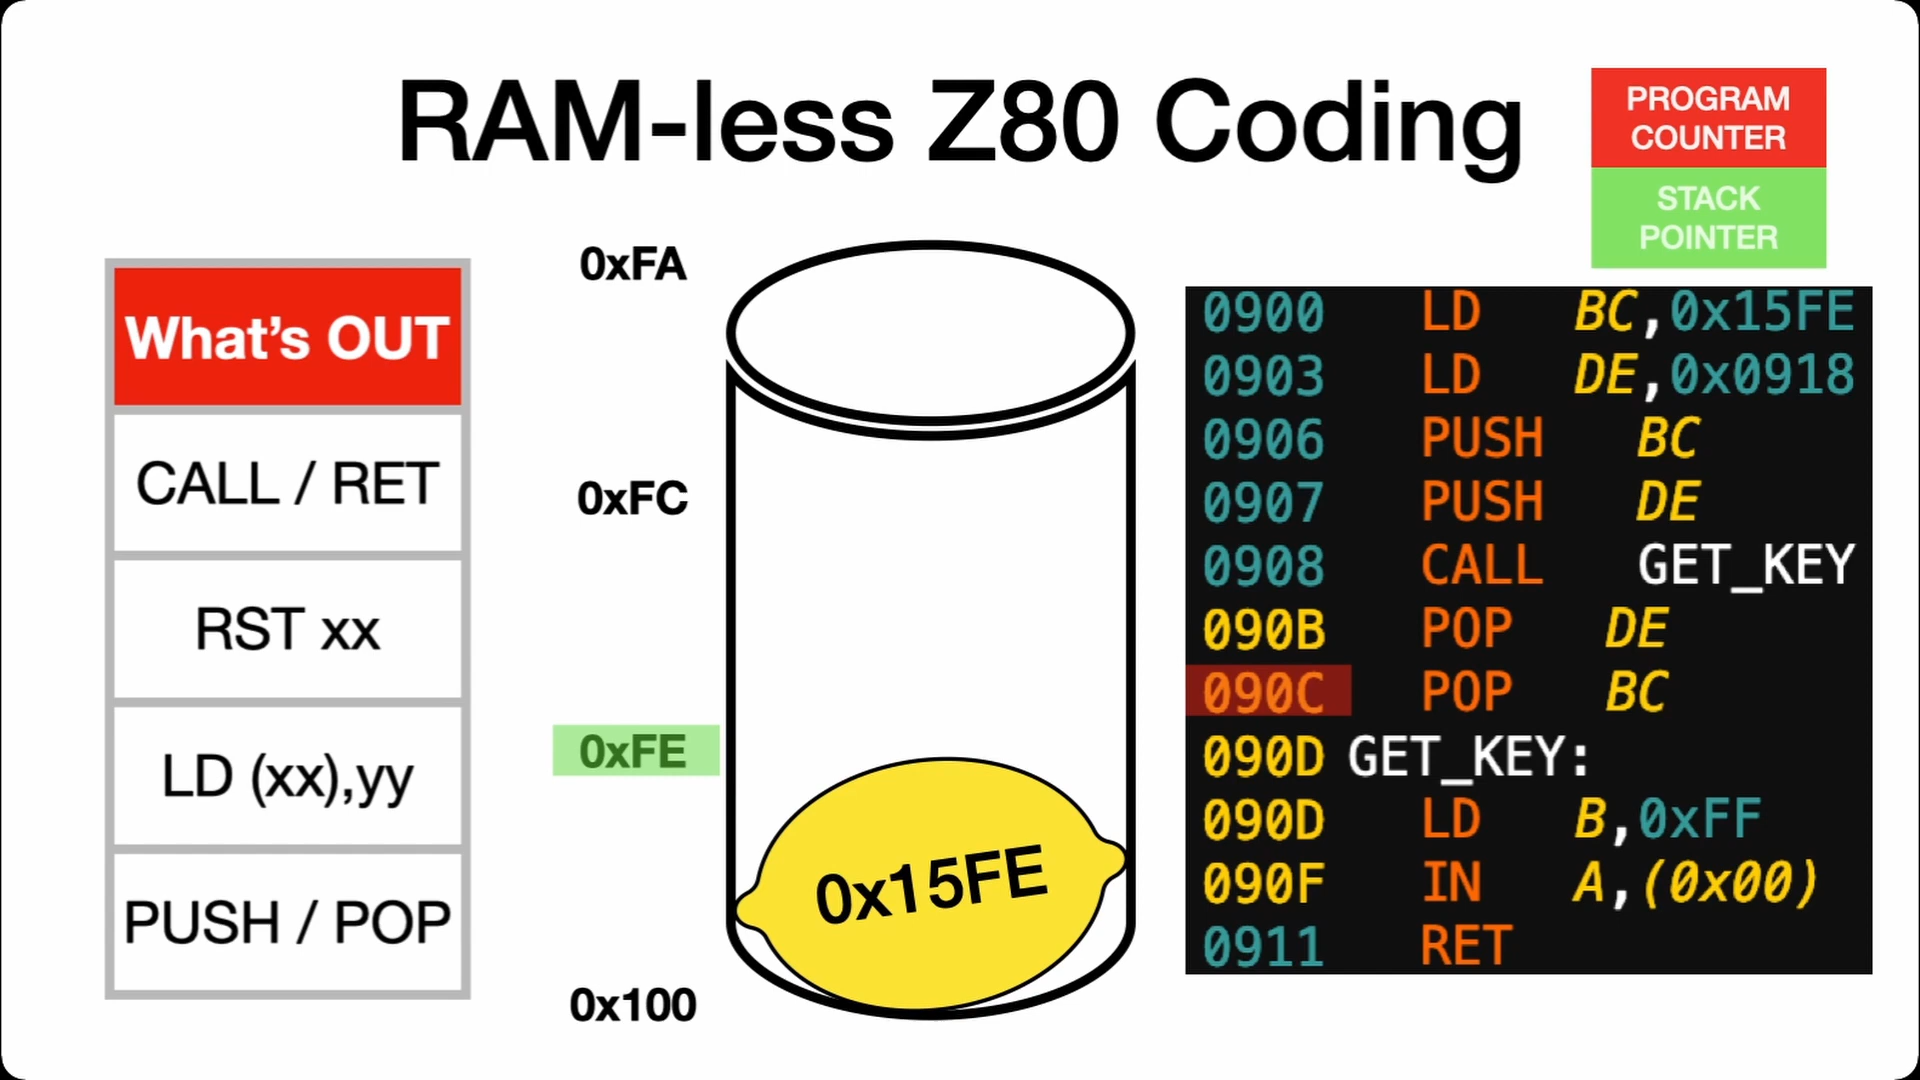 RAM-less Z80 Coding
PROGRAM
COUNTER
STACK
POINTER
What's OUT
CALL / RET
RST xx
LD (xx),yy
PUSH / POP
0xFA
0xFC
0xFE
0x100
0x15FE
0900 LD BC,0x15FE
0903 LD DE,0x0918
0906 PUSH BC
0907 PUSH DE
0908 CALL GET_KEY
090B POP DE
090C POP BC
090D GET_KEY:
090D LD B,0xFF
090F IN A,(0x00)
0911 RET